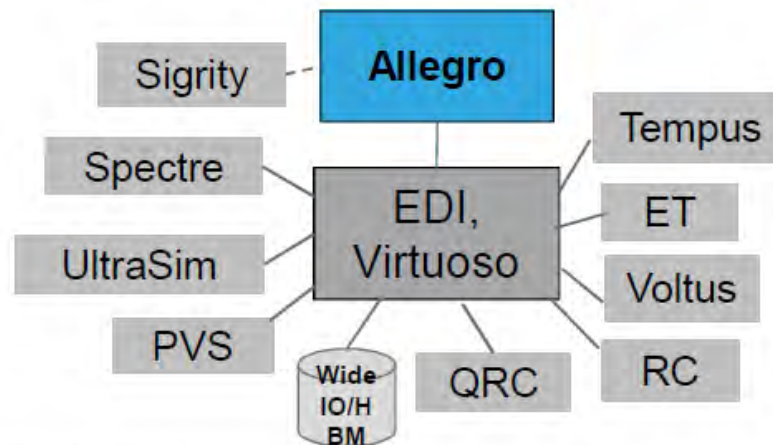 Allegro
Sigrity
Tempus
Spectre
EDI,
Virtuoso
ET
UltraSim
Voltus
PVS
Wide
IO/H
BM
QRC
RC